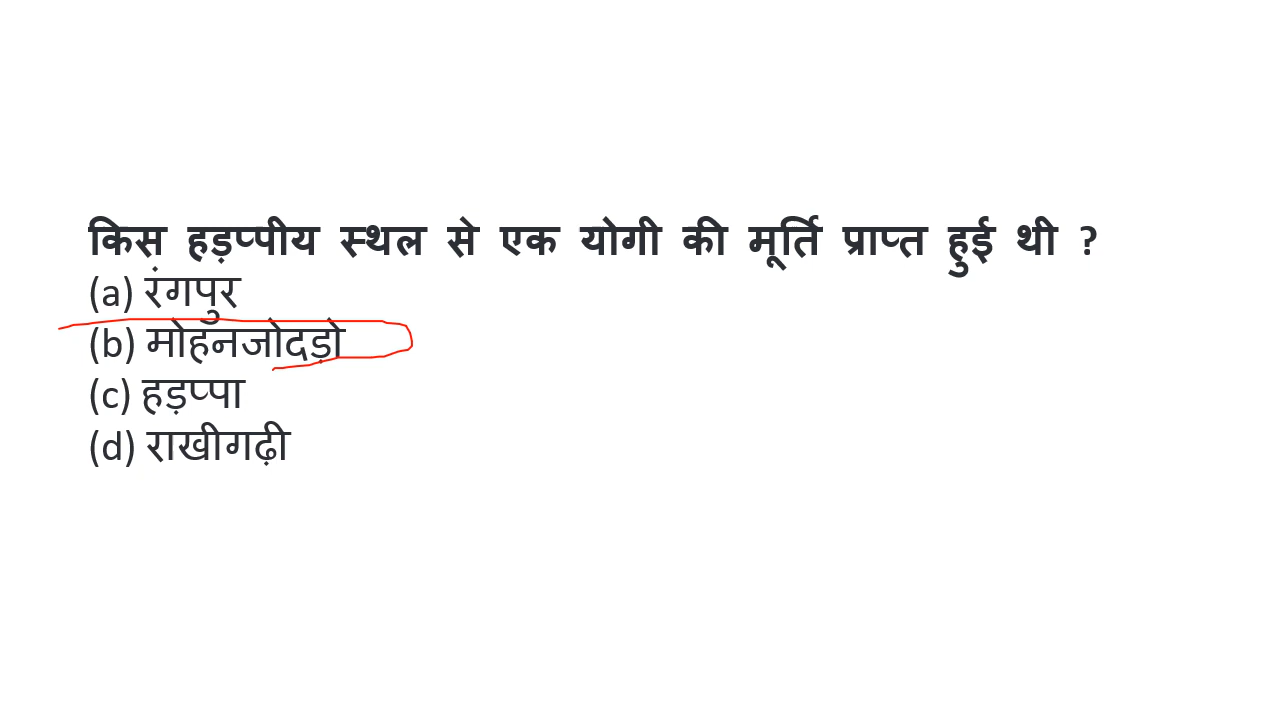 किस हड़प्पीय स्थल से एक योगी की मूर्ति प्राप्त हुई थी ?
(a) रंगपुर
(b) मोहनजोदड़ो
(c) हड़प्पा
(d) राखीगढ़ी